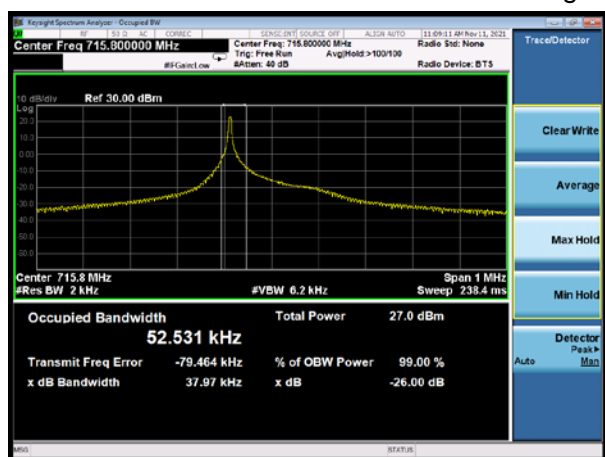 Keysight Spectrum Analyzer - Occupied BW
RF 50 Ω AC CORREC SENSE:INT SOURCE OFF ALIGN AUTO 11:09:11 AM Nov 11, 2021
Center Freq 715.800000 MHz Center Freq: 715.800000 MHz Radio Std: None Trace/Detector
Trig: Free Run Avg|Hold>100/100
#IFGain:Low #Atten: 40 dB Radio Device: BTS
10 dB/div Ref 30.00 dBm
Log
20.0
10.0
0.00
-10.0
-20.0
-30.0
-40.0
-50.0
-60.0
Center 715.8 MHz Span 1 MHz
#Res BW 2 kHz #VBW 6.2 kHz Sweep 238.4 ms
Occupied Bandwidth Total Power 27.0 dBm
52.531 kHz
Transmit Freq Error -79.464 kHz % of OBW Power 99.00 %
x dB Bandwidth 37.97 kHz x dB -26.00 dB
Clear Write
Average
Max Hold
Min Hold
Detector
Peak►
Auto Man
MSG STATUS